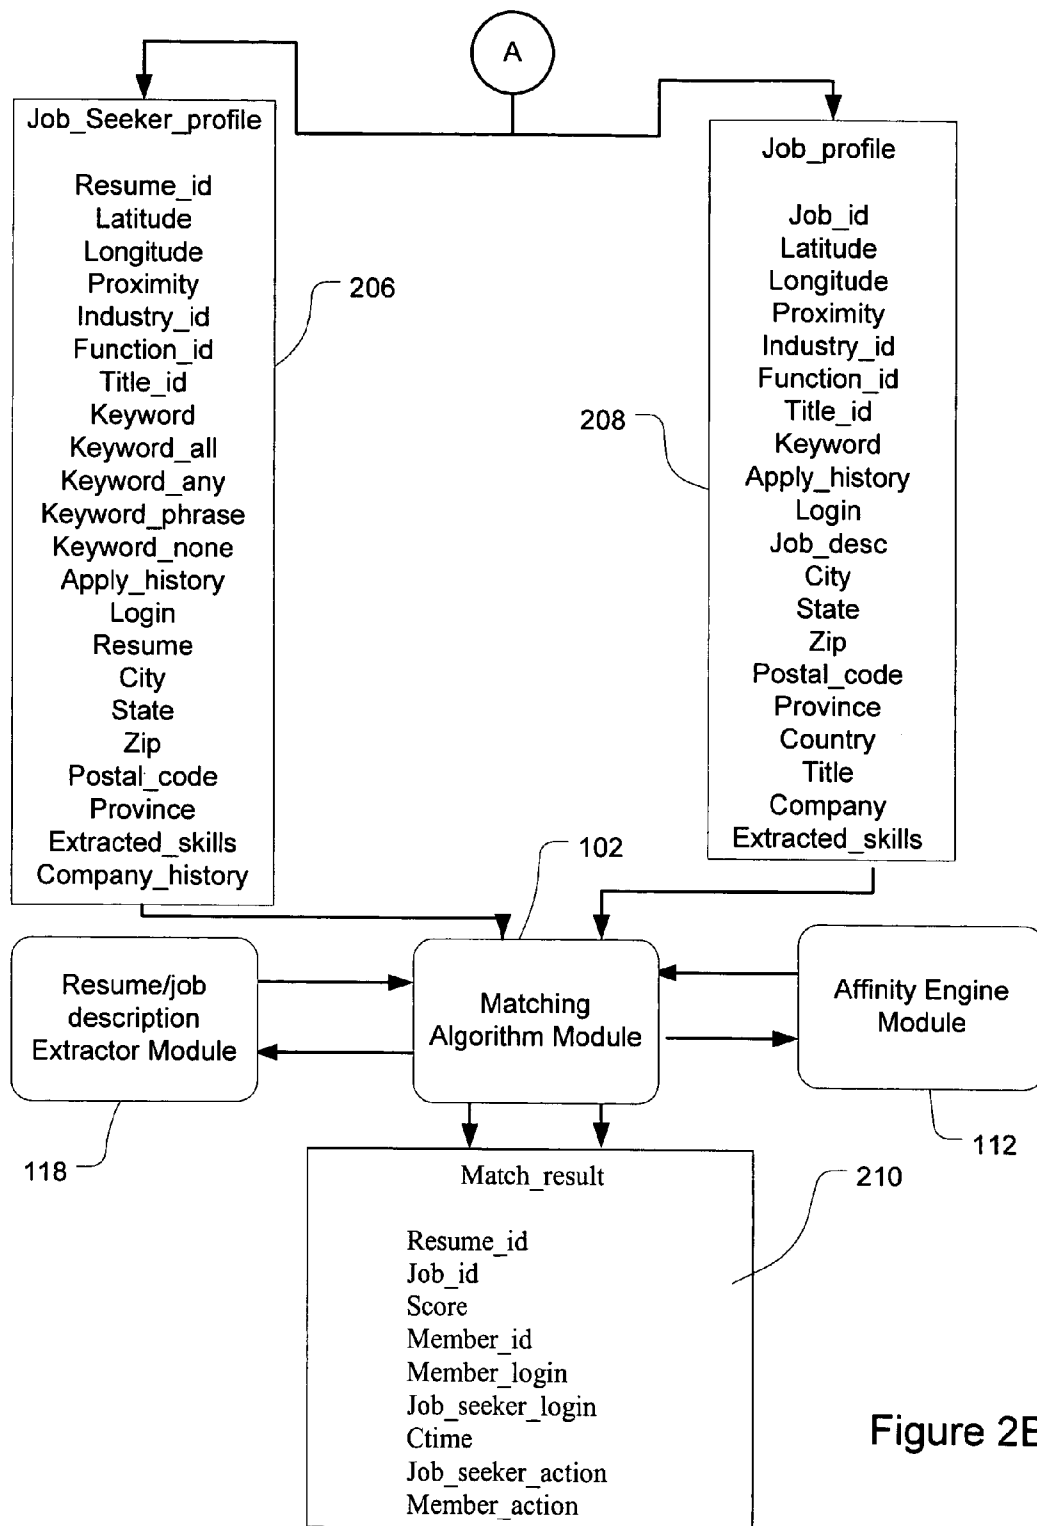 A
Job_Seeker_profile
Resume_id
Latitude
Longitude
Proximity
Industry_id
Function_id
Title_id
Keyword
Keyword_all
Keyword_any
Keyword_phrase
Keyword_none
Apply_history
Login
Resume
City
State
Zip
Postal_code
Province
Extracted_skills
Company_history
206
Job_profile
Job_id
Latitude
Longitude
Proximity
Industry_id
Function_id
Title_id
Keyword
Apply_history
Login
Job_desc
City
State
Zip
Postal_code
Province
Country
Title
Company
Extracted_skills
208
102
Resume/job
description
Extractor Module
118
Matching
Algorithm Module
Affinity Engine
Module
112
Match_result
Resume_id
Job_id
Score
Member_id
Member_login
Job_seeker_login
Ctime
Job_seeker_action
Member_action
210
Figure 2B